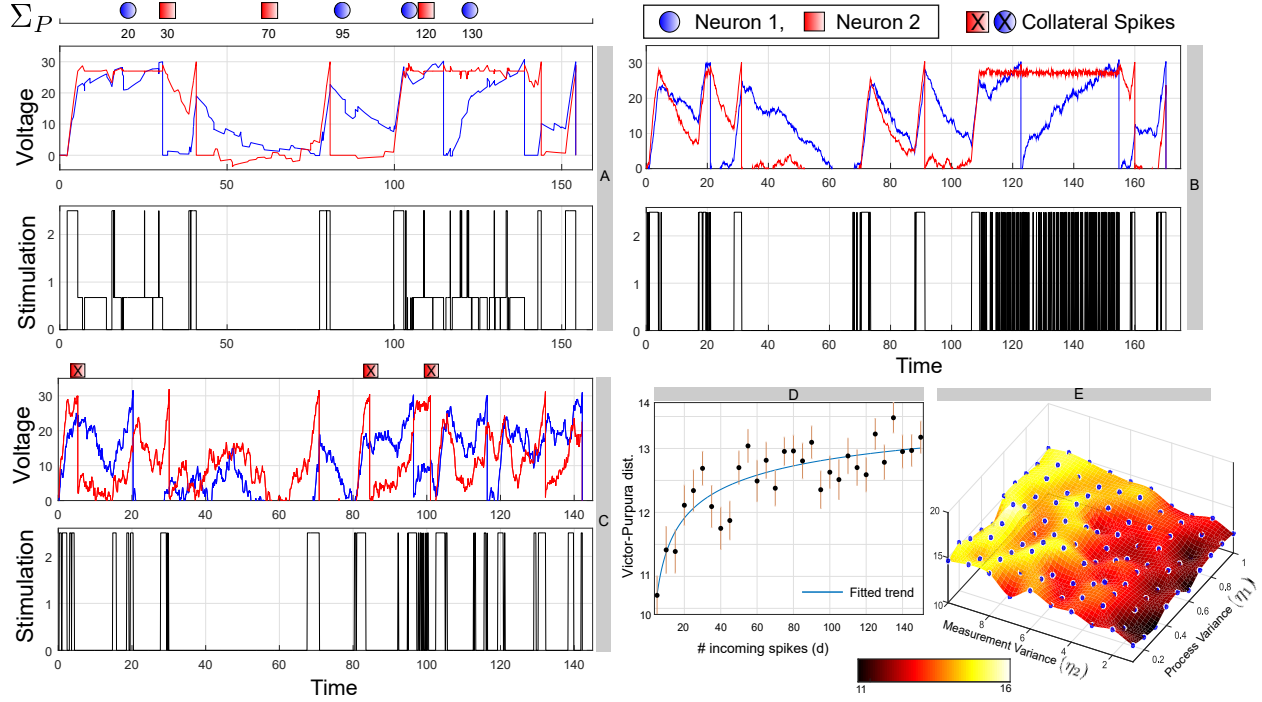 Σ_P
20 30 70 95 120 130
Neuron 1, Neuron 2
X X Collateral Spikes
Voltage
30
20
10
0
0 50 100 150
A
Stimulation
2
1
0
0 50 100 150
30
20
10
0
0 20 40 60 80 100 120 140 160
B
2
1
0
0 20 40 60 80 100 120 140 160
Time
X X X
Voltage
30
20
10
0
0 20 40 60 80 100 120 140
C
Stimulation
2
1
0
0 20 40 60 80 100 120 140
Time
D
Victor-Purpura dist.
14
13
12
11
10
Fitted trend
20 40 60 80 100 120 140
# incoming spikes (d)
E
20
15
10
8 6 4 2
Measurement Variance (η₂)
0.2 0.4 0.6 0.8 1
Process Variance (η₁)
11 16